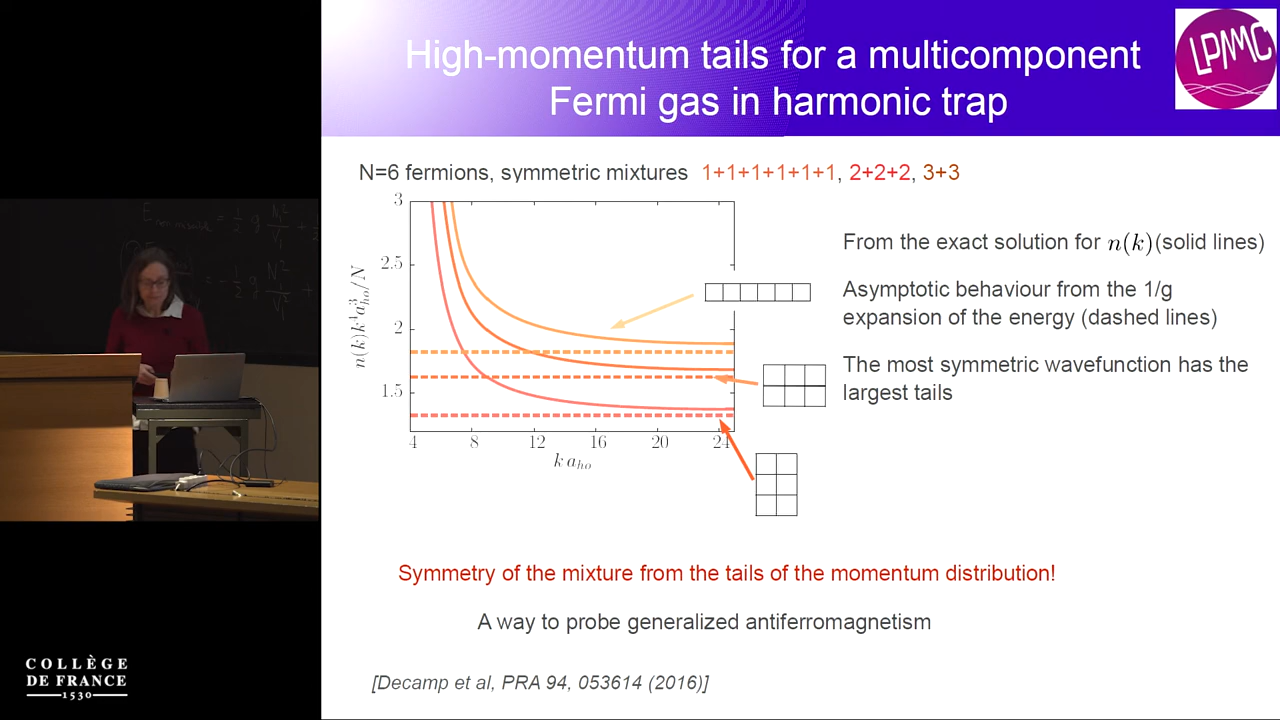 High-momentum tails for a multicomponent
Fermi gas in harmonic trap
LPMMC
N=6 fermions, symmetric mixtures 1+1+1+1+1+1, 2+2+2, 3+3
3
2.5
2
1.5
n(k)k⁴a³ₕₒ/N
4 8 12 16 20 24
k aₕₒ
From the exact solution for n(k)(solid lines)
Asymptotic behaviour from the 1/g
expansion of the energy (dashed lines)
The most symmetric wavefunction has the
largest tails
Symmetry of the mixture from the tails of the momentum distribution!
A way to probe generalized antiferromagnetism
[Decamp et al, PRA 94, 053614 (2016)]
COLLÈGE
DE FRANCE
1530